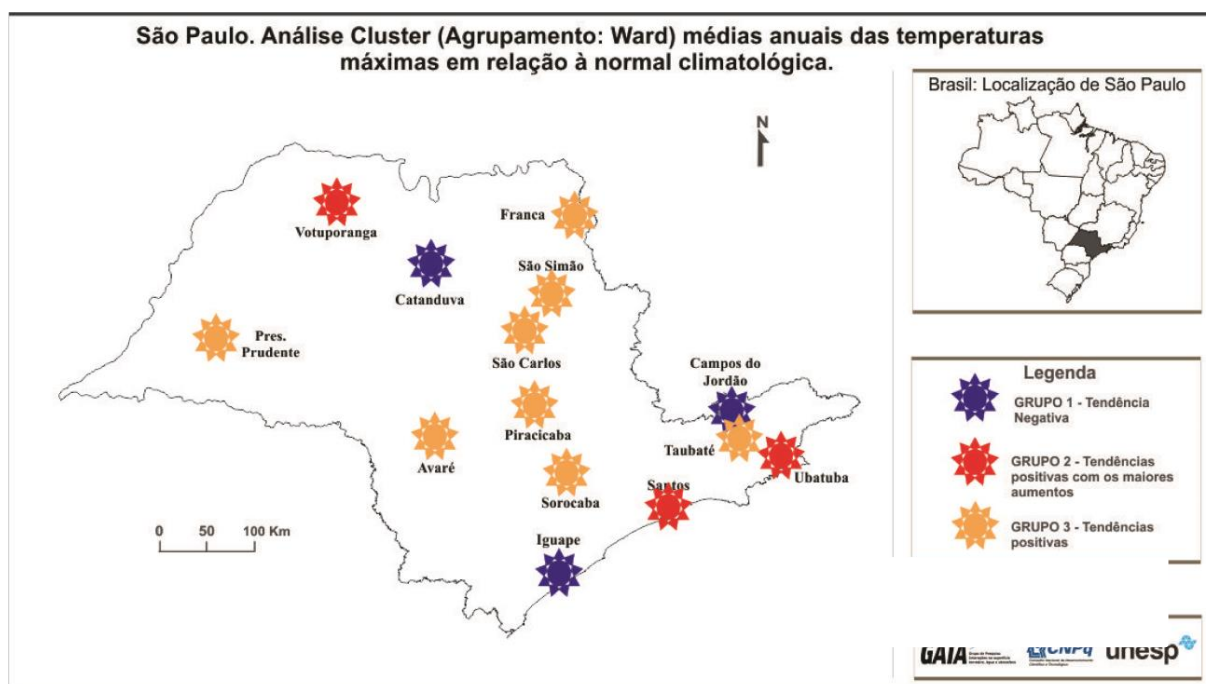 São Paulo. Análise Cluster (Agrupamento: Ward) médias anuais das temperaturas
máximas em relação à normal climatológica.
Brasil: Localização de São Paulo
N
Votuporanga
Franca
Catanduva
São Simão
Pres.
Prudente
São Carlos
Campos do
Jordão
Piracicaba
Avaré
Taubaté
Ubatuba
Sorocaba
Santos
Iguape
0 50 100 Km
Legenda
GRUPO 1 - Tendência
Negativa
GRUPO 2 - Tendências
positivas com os maiores
aumentos
GRUPO 3 - Tendências
positivas
GAIA
CNPq
unesp